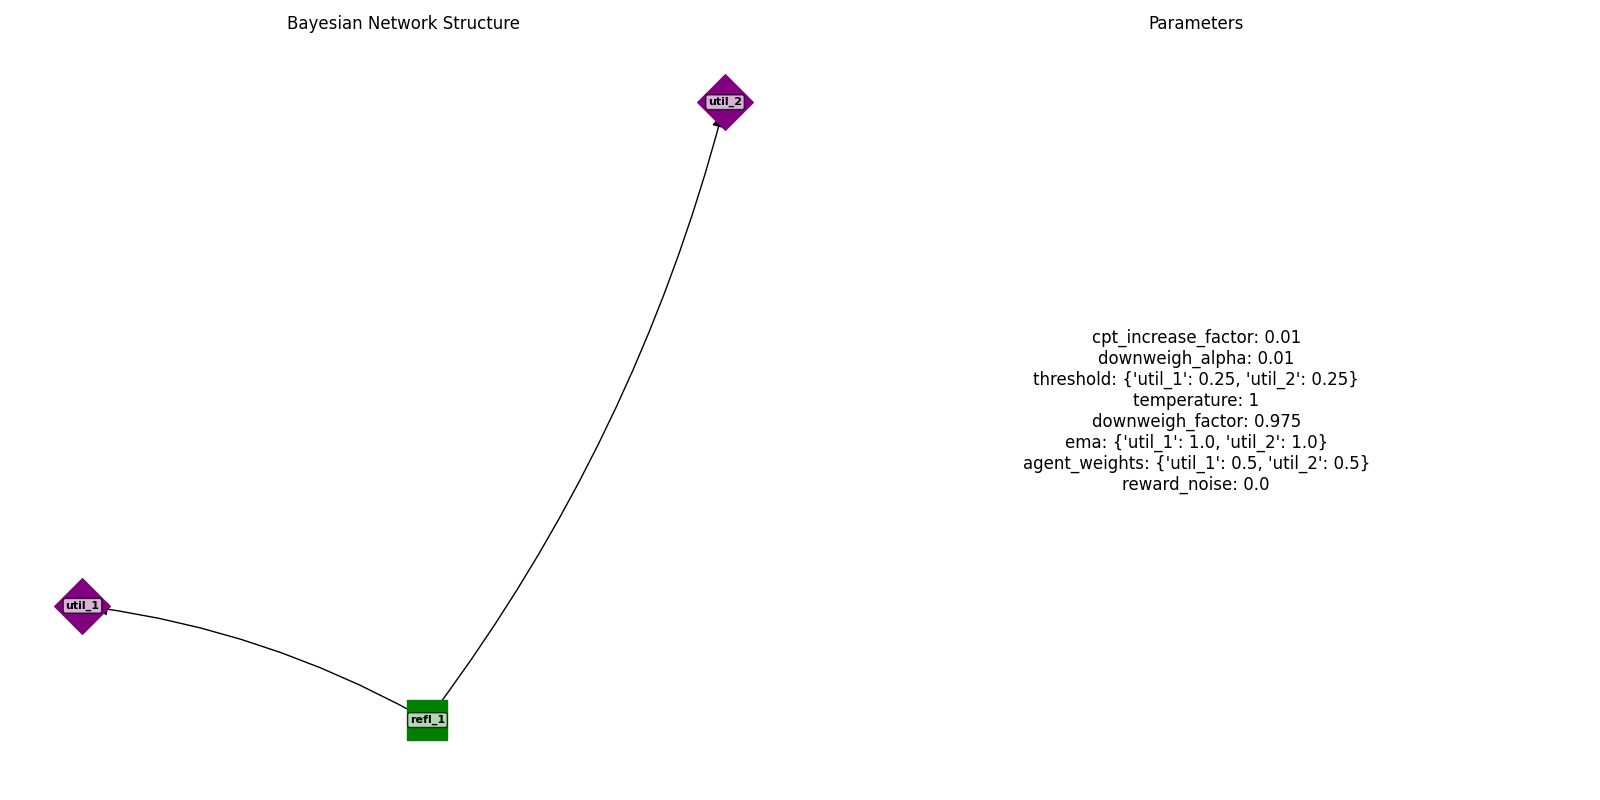 Bayesian Network Structure
util_2
util_1
refl_1
Parameters
cpt_increase_factor: 0.01
downweigh_alpha: 0.01
threshold: {'util_1': 0.25, 'util_2': 0.25}
temperature: 1
downweigh_factor: 0.975
ema: {'util_1': 1.0, 'util_2': 1.0}
agent_weights: {'util_1': 0.5, 'util_2': 0.5}
reward_noise: 0.0